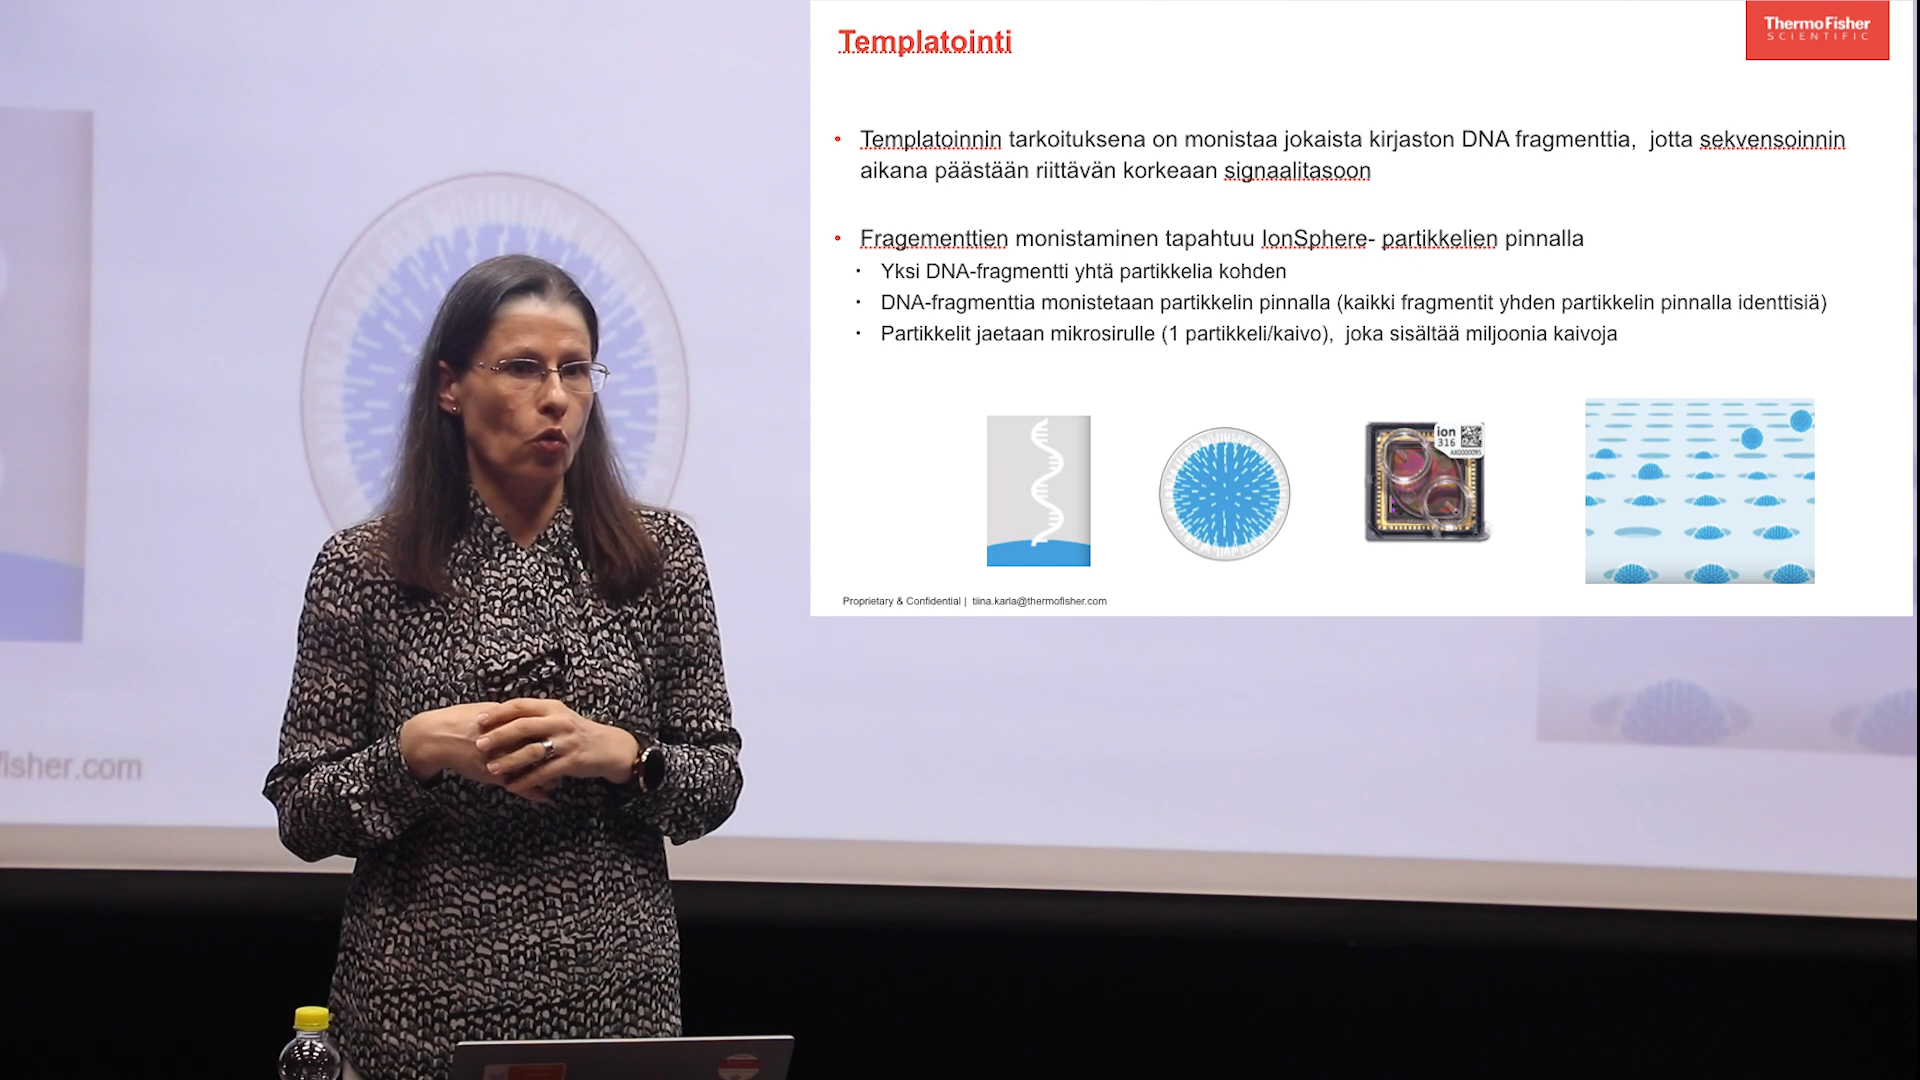 ThermoFisher
SCIENTIFIC
Templatointi
• Templatoinnin tarkoituksena on monistaa jokaista kirjaston DNA fragmenttia, jotta sekvensoinnin
aikana päästään riittävän korkeaan signaalitasoon
• Fragementtien monistaminen tapahtuu IonSphere- partikkelien pinnalla
• Yksi DNA-fragmentti yhtä partikkelia kohden
• DNA-fragmenttia monistetaan partikkelin pinnalla (kaikki fragmentit yhden partikkelin pinnalla identtisiä)
• Partikkelit jaetaan mikrosirulle (1 partikkeli/kaivo), joka sisältää miljoonia kaivoja
ion
316
Proprietary & Confidential | tiina.karla@thermofisher.com
fisher.com